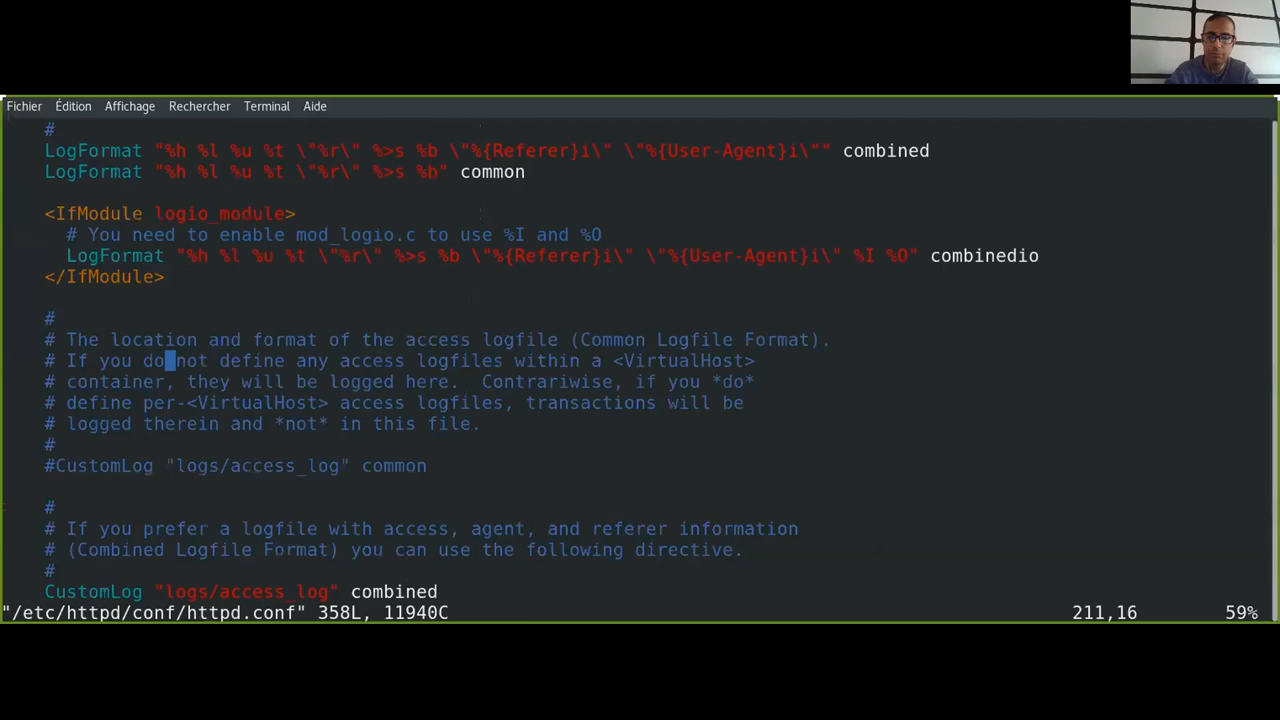 Fichier Édition Affichage Rechercher Terminal Aide
#
LogFormat "%h %l %u %t \"%r\" %>s %b \"%{Referer}i\" \"%{User-Agent}i\"" combined
LogFormat "%h %l %u %t \"%r\" %>s %b" common
<IfModule logio_module>
# You need to enable mod_logio.c to use %I and %O
LogFormat "%h %l %u %t \"%r\" %>s %b \"%{Referer}i\" \"%{User-Agent}i\" %I %O" combinedio
</IfModule>
#
# The location and format of the access logfile (Common Logfile Format).
# If you do not define any access logfiles within a <VirtualHost>
# container, they will be logged here.  Contrariwise, if you *do*
# define per-<VirtualHost> access logfiles, transactions will be
# logged therein and *not* in this file.
#
#CustomLog "logs/access_log" common
#
# If you prefer a logfile with access, agent, and referer information
# (Combined Logfile Format) you can use the following directive.
#
CustomLog "logs/access_log" combined
"/etc/httpd/conf/httpd.conf" 358L, 11940C 211,16 59%